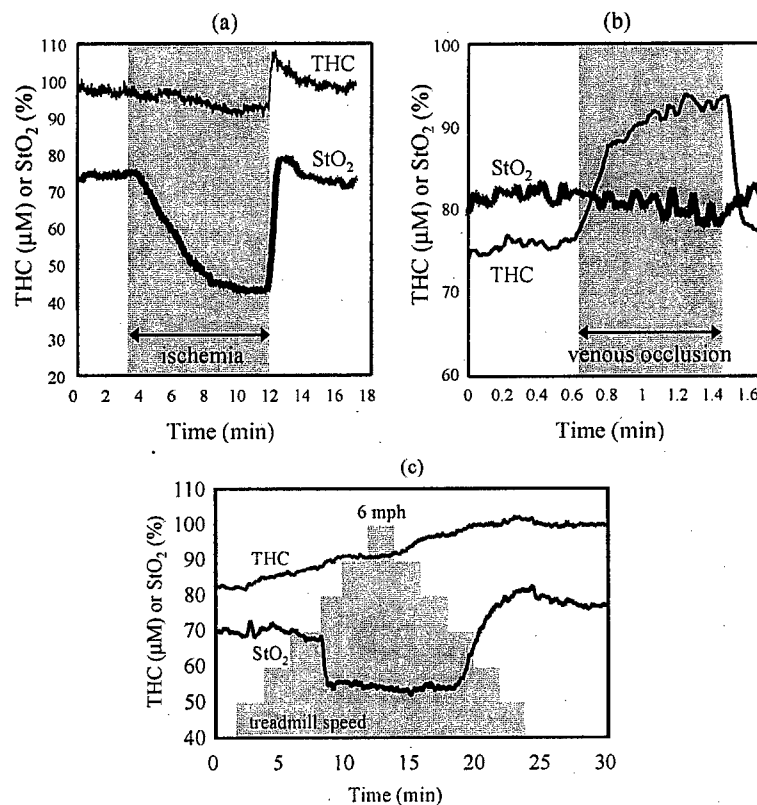 (a)
THC (μM) or StO₂ (%)
110
100
90
80
70
60
50
40
30
20
THC
StO₂
ischemia
0 2 4 6 8 10 12 14 16 18
Time (min)
(b)
THC (μM) or StO₂ (%)
100
90
80
70
60
StO₂
THC
venous occlusion
0 0.2 0.4 0.6 0.8 1 1.2 1.4 1.6
Time (min)
(c)
THC (μM) or StO₂ (%)
110
100
90
80
70
60
50
40
6 mph
THC
StO₂
treadmill speed
0 5 10 15 20 25 30
Time (min)